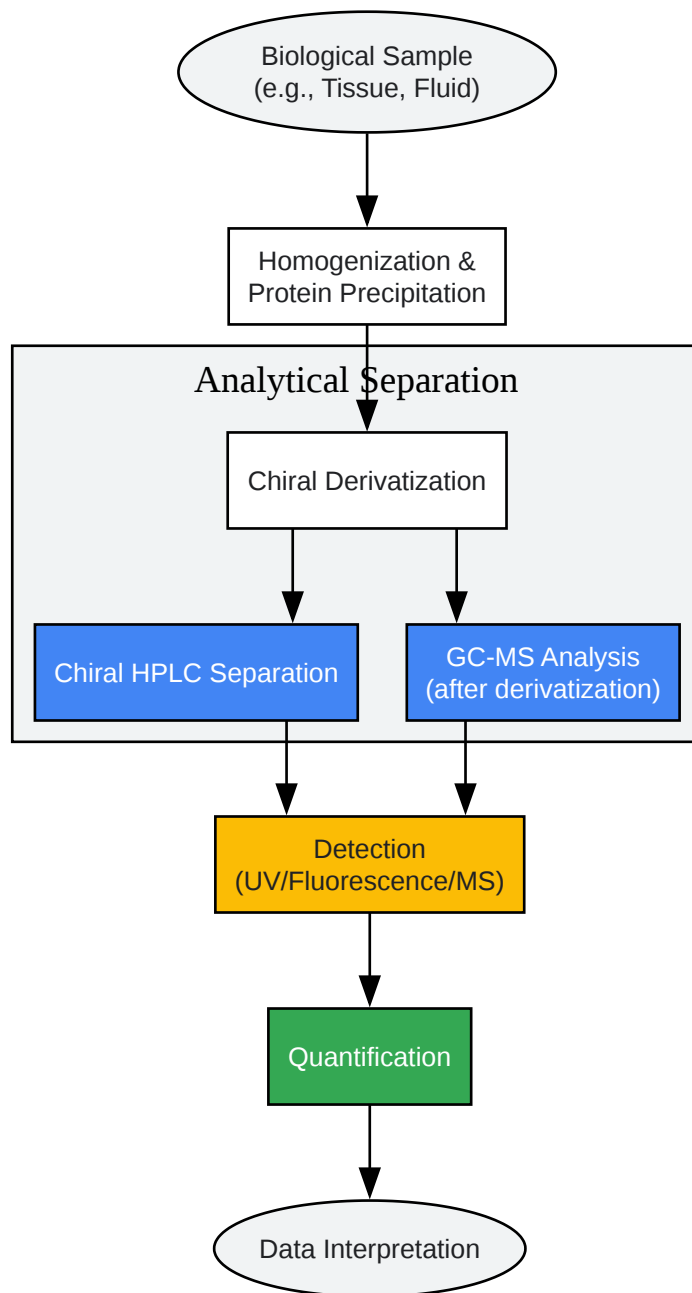 Biological Sample
(e.g., Tissue, Fluid)
Homogenization &
Protein Precipitation
Analytical Separation
Chiral Derivatization
Chiral HPLC Separation
GC-MS Analysis
(after derivatization)
Detection
(UV/Fluorescence/MS)
Quantification
Data Interpretation